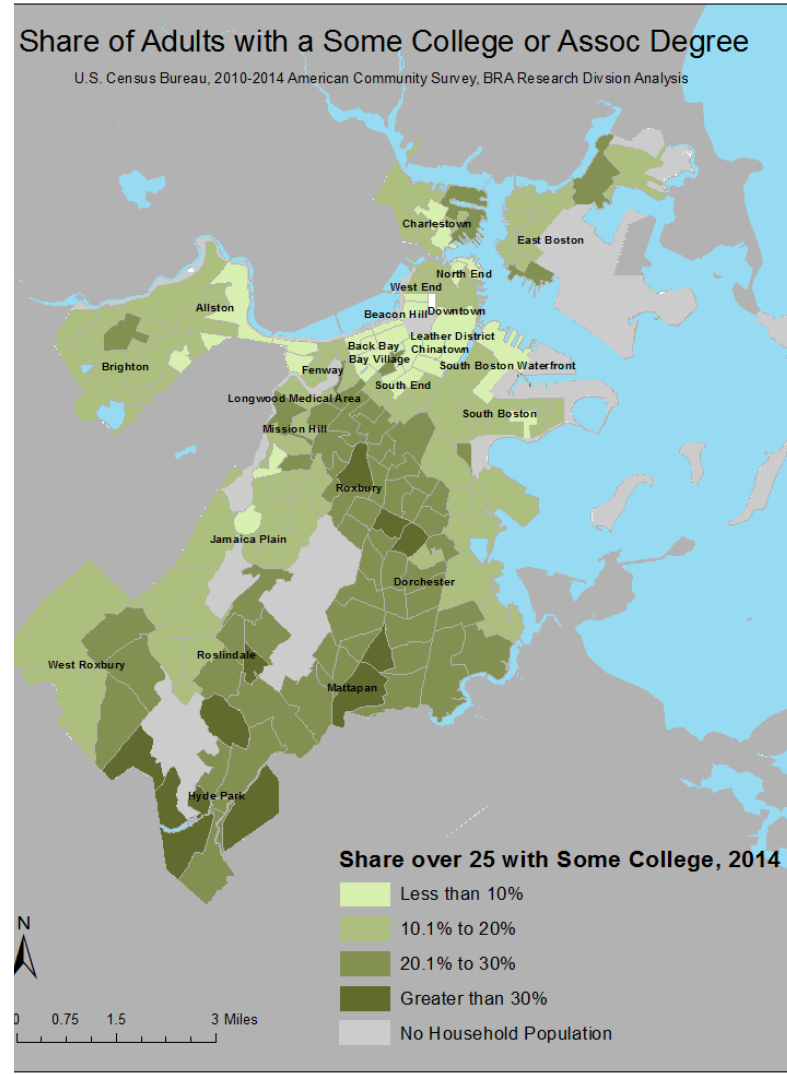 Share of Adults with a Some College or Assoc Degree
U.S. Census Bureau, 2010-2014 American Community Survey, BRA Research Divsion Analysis
Charlestown
East Boston
North End
West End
Allston
Beacon Hill
Downtown
Leather District
Back Bay
Chinatown
Bay Village
Brighton
Fenway
South Boston Waterfront
South End
Longwood Medical Area
South Boston
Mission Hill
Roxbury
Jamaica Plain
Dorchester
Roslindale
West Roxbury
Mattapan
Hyde Park
Share over 25 with Some College, 2014
Less than 10%
10.1% to 20%
20.1% to 30%
Greater than 30%
No Household Population
N
0 0.75 1.5 3 Miles